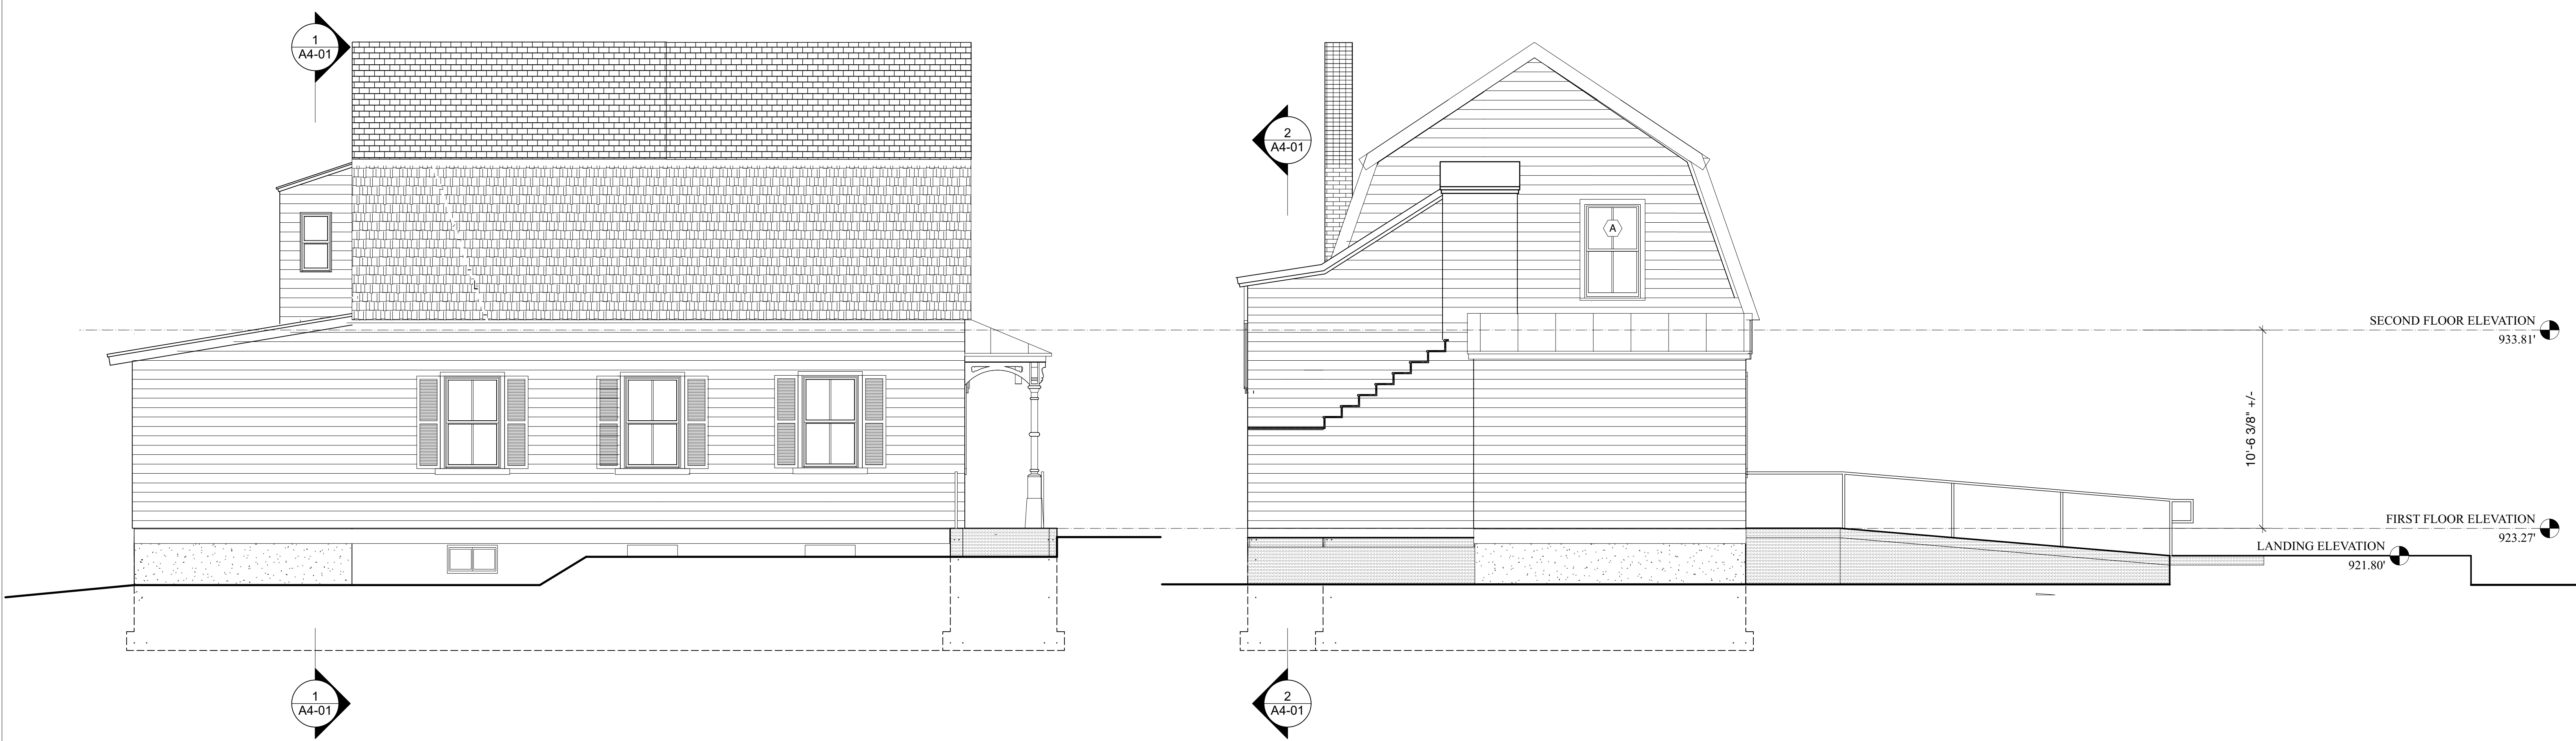 1
A4-01
2
A4-01
A
SECOND FLOOR ELEVATION
933.81'
10'-6 3/8" +/-
FIRST FLOOR ELEVATION
923.27'
LANDING ELEVATION
921.80'
1
A4-01
2
A4-01